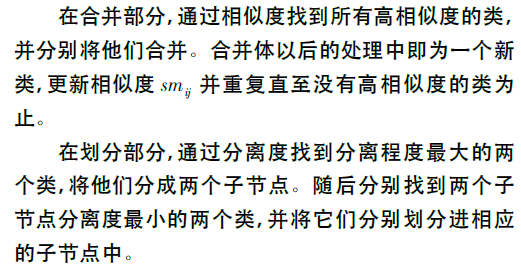 在合并部分,通过相似度找到所有高相似度的类,
并分别将他们合并。合并体以后的处理中即为一个新
类,更新相似度 sm_ij 并重复直至没有高相似度的类为
止。
在划分部分,通过分离度找到分离程度最大的两
个类,将他们分成两个子节点。随后分别找到两个子
节点分离度最小的两个类,并将它们分别划分进相应
的子节点中。